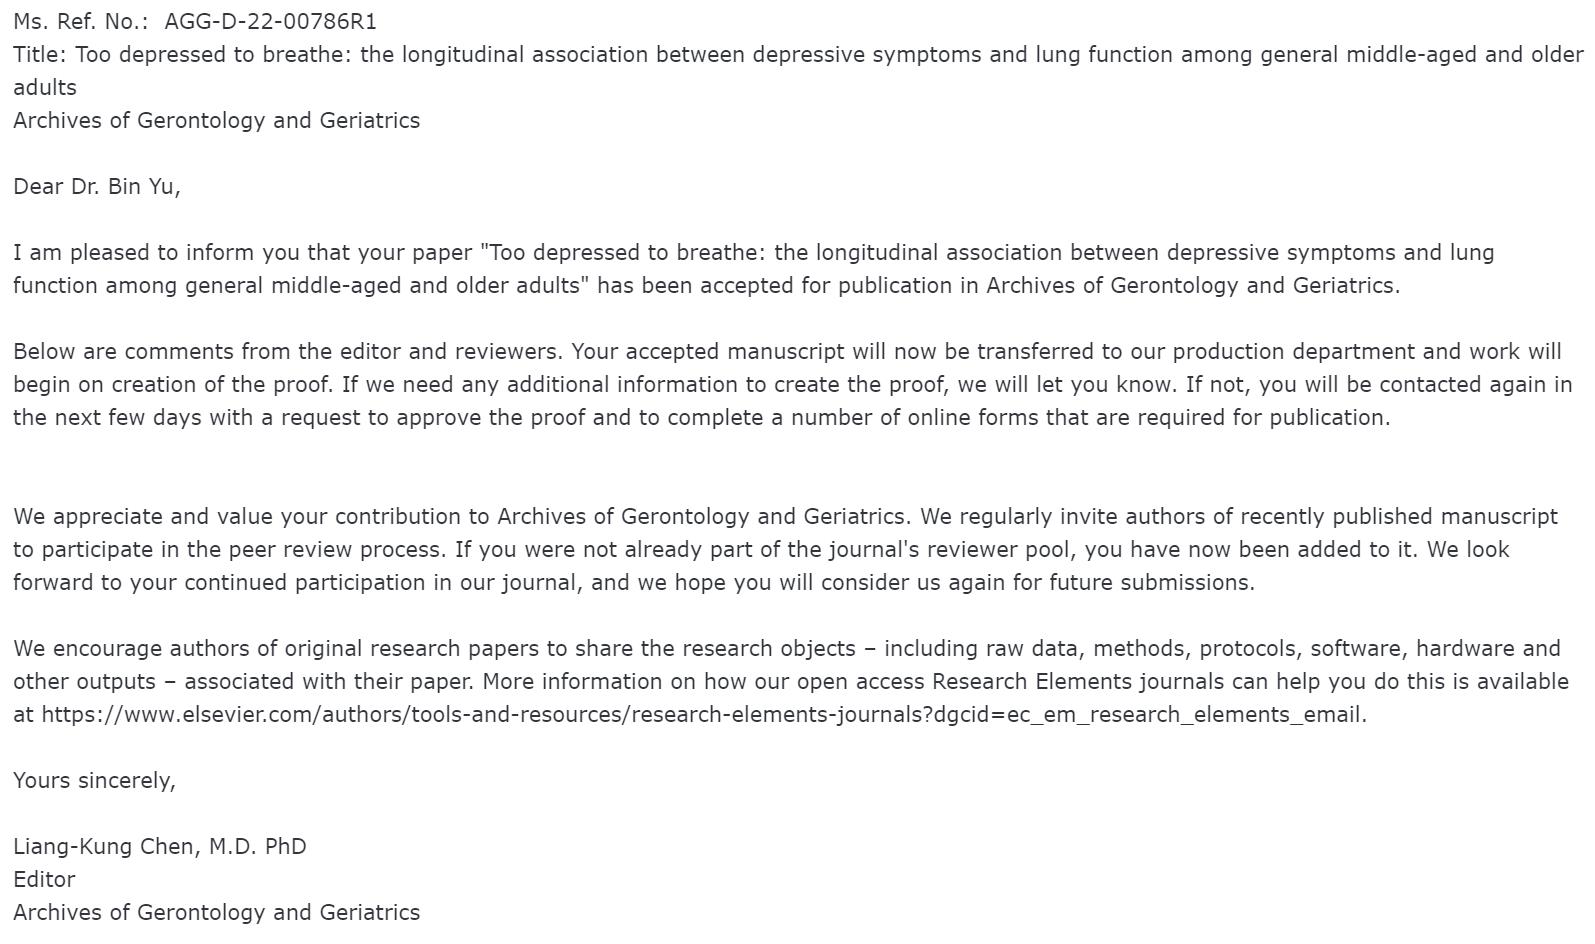 Ms. Ref. No.:  AGG-D-22-00786R1
Title: Too depressed to breathe: the longitudinal association between depressive symptoms and lung function among general middle-aged and older
adults
Archives of Gerontology and Geriatrics
Dear Dr. Bin Yu,
I am pleased to inform you that your paper "Too depressed to breathe: the longitudinal association between depressive symptoms and lung
function among general middle-aged and older adults" has been accepted for publication in Archives of Gerontology and Geriatrics.
Below are comments from the editor and reviewers. Your accepted manuscript will now be transferred to our production department and work will
begin on creation of the proof. If we need any additional information to create the proof, we will let you know. If not, you will be contacted again in
the next few days with a request to approve the proof and to complete a number of online forms that are required for publication.
We appreciate and value your contribution to Archives of Gerontology and Geriatrics. We regularly invite authors of recently published manuscript
to participate in the peer review process. If you were not already part of the journal's reviewer pool, you have now been added to it. We look
forward to your continued participation in our journal, and we hope you will consider us again for future submissions.
We encourage authors of original research papers to share the research objects – including raw data, methods, protocols, software, hardware and
other outputs – associated with their paper. More information on how our open access Research Elements journals can help you do this is available
at https://www.elsevier.com/authors/tools-and-resources/research-elements-journals?dgcid=ec_em_research_elements_email.
Yours sincerely,
Liang-Kung Chen, M.D. PhD
Editor
Archives of Gerontology and Geriatrics